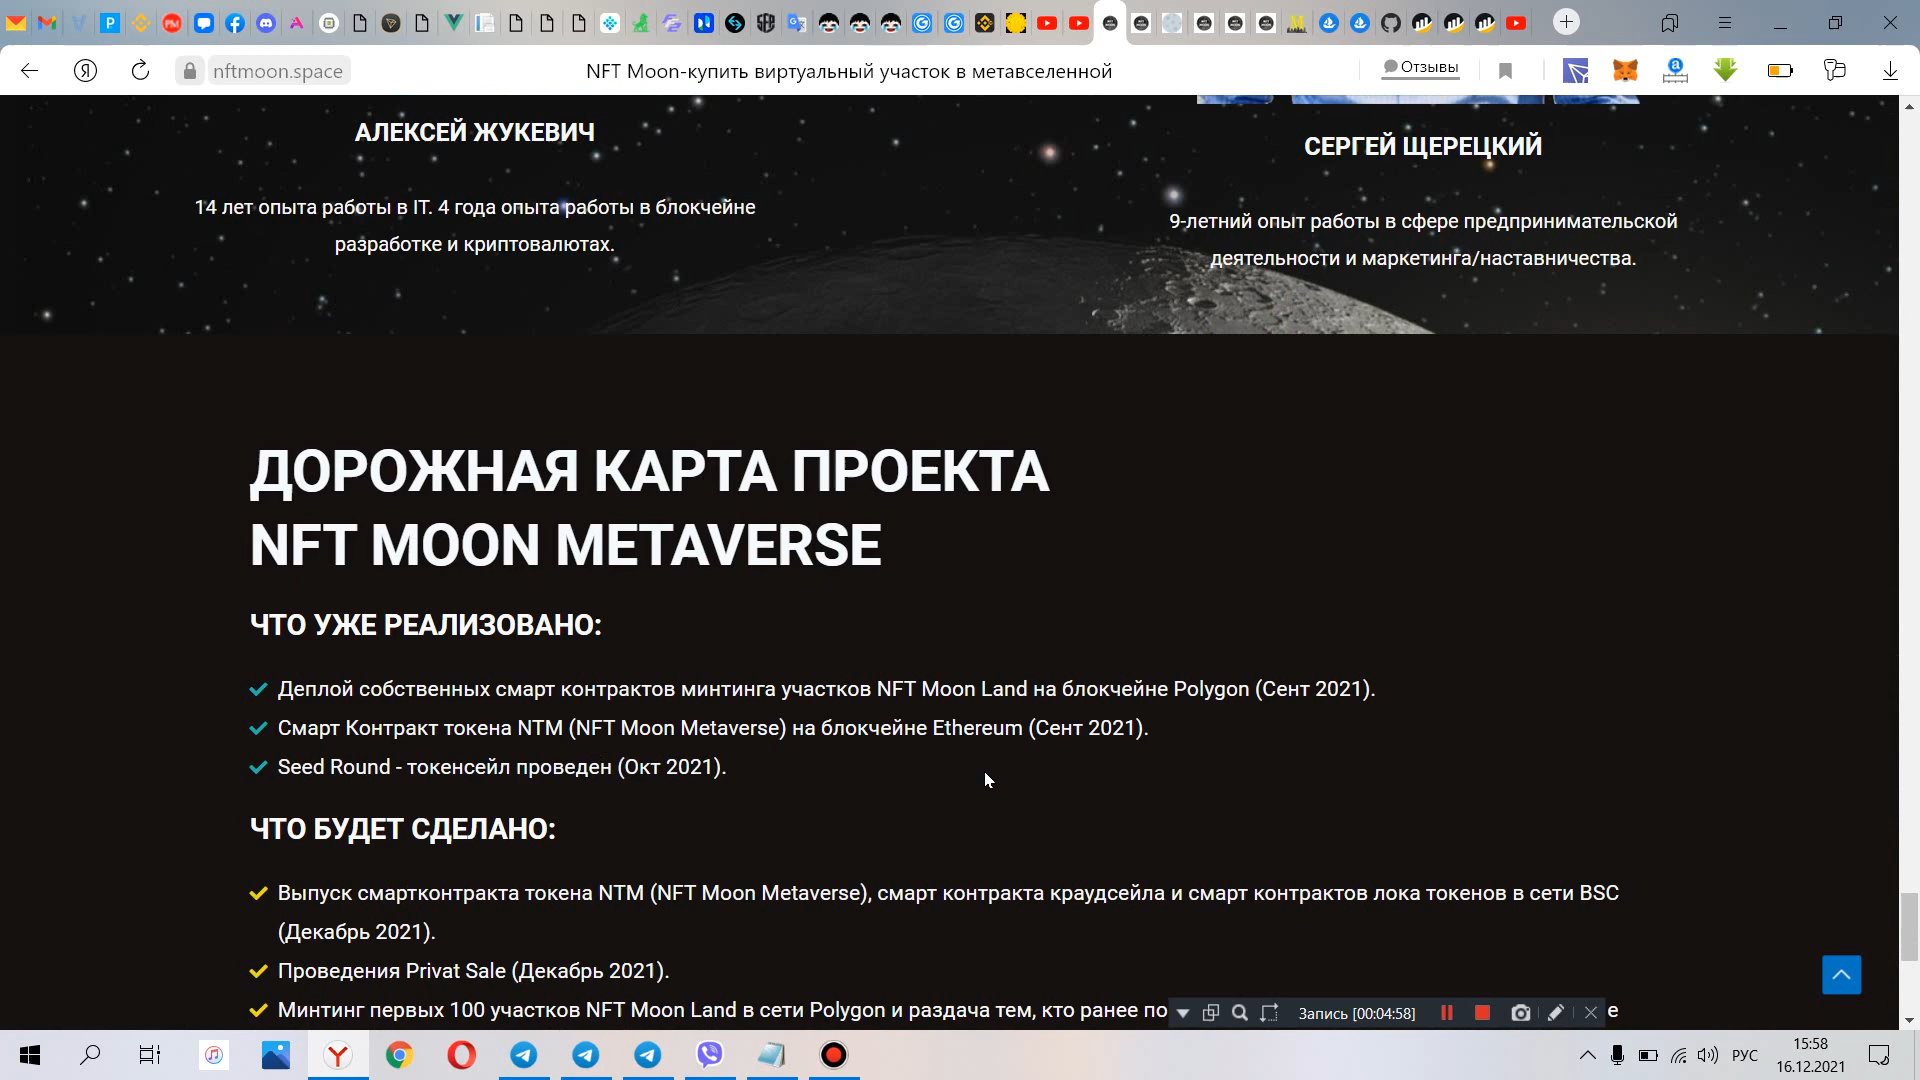 nftmoon.space
NFT Moon-купить виртуальный участок в метавселенной
Отзывы
АЛЕКСЕЙ ЖУКЕВИЧ
14 лет опыта работы в IT. 4 года опыта работы в блокчейне
разработке и криптовалютах.
СЕРГЕЙ ЩЕРЕЦКИЙ
9-летний опыт работы в сфере предпринимательской
деятельности и маркетинга/наставничества.
ДОРОЖНАЯ КАРТА ПРОЕКТА
NFT MOON METAVERSE
ЧТО УЖЕ РЕАЛИЗОВАНО:
Деплой собственных смарт контрактов минтинга участков NFT Moon Land на блокчейне Polygon (Сент 2021).
Смарт Контракт токена NTM (NFT Moon Metaverse) на блокчейне Ethereum (Сент 2021).
Seed Round - токенсейл проведен (Окт 2021).
ЧТО БУДЕТ СДЕЛАНО:
Выпуск смартконтракта токена NTM (NFT Moon Metaverse), смарт контракта краудсейла и смарт контрактов лока токенов в сети BSC
(Декабрь 2021).
Проведения Privat Sale (Декабрь 2021).
Минтинг первых 100 участков NFT Moon Land в сети Polygon и раздача тем, кто ранее по
е
Запись [00:04:58]
РУС
15:58
16.12.2021